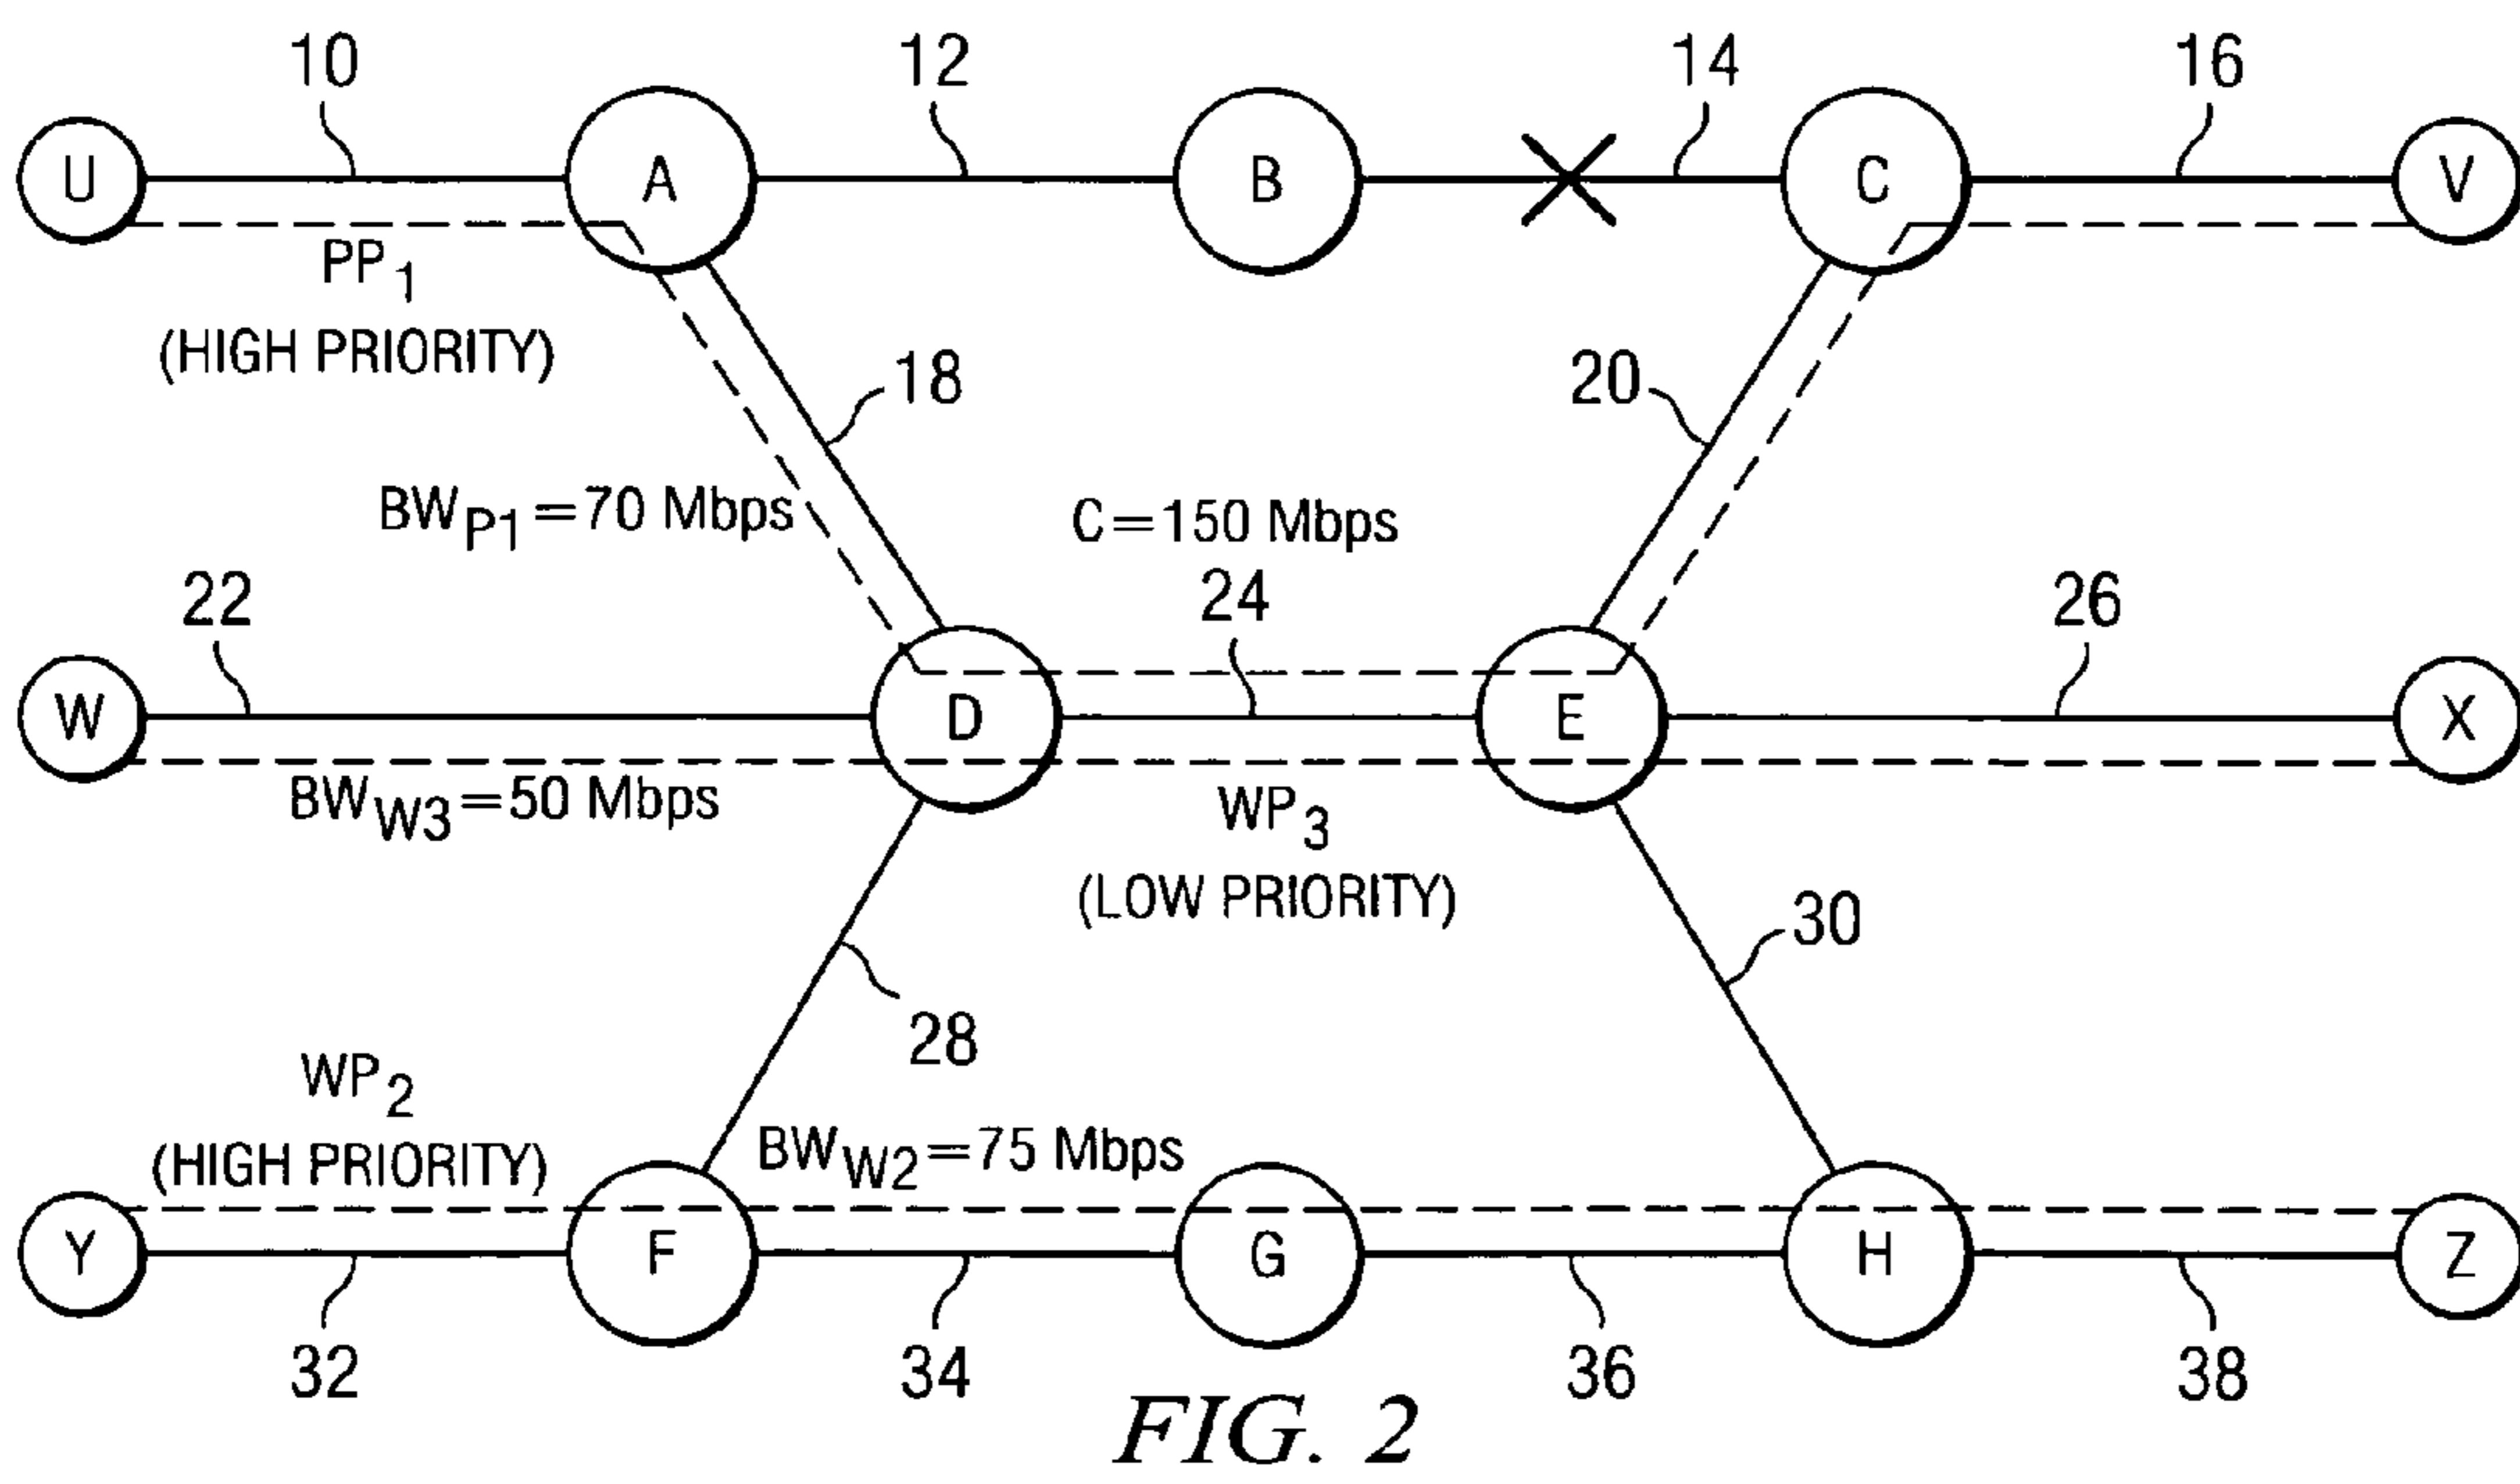 10
12
14
16
U
A
B
C
V
PP1
(HIGH PRIORITY)
18
20
BWP1=70 Mbps
C=150 Mbps
22
24
26
W
D
E
X
BWW3=50 Mbps
WP3
(LOW PRIORITY)
28
30
WP2
(HIGH PRIORITY)
BWW2=75 Mbps
Y
F
G
H
Z
32
34
36
38
FIG. 2